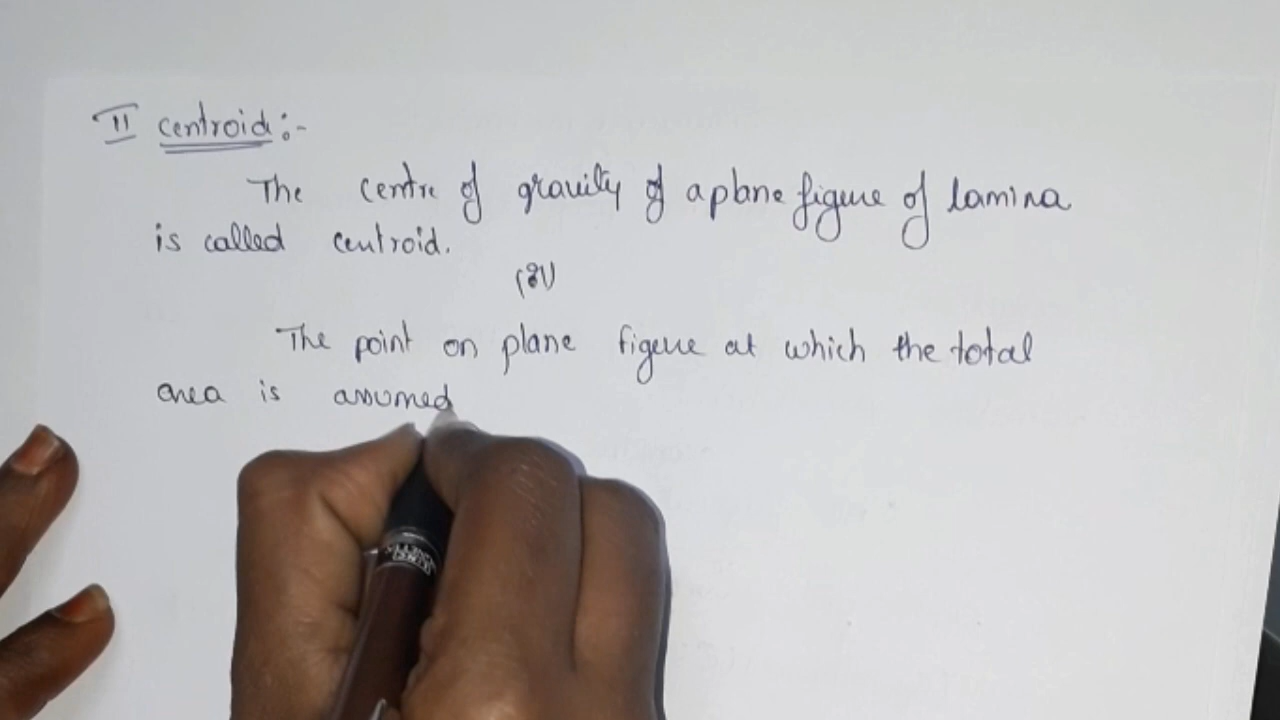 II centroid:-
The centre of gravity of a plane figure of lamina
is called centroid.
(or)
The point on plane figure at which the total
area is assumed